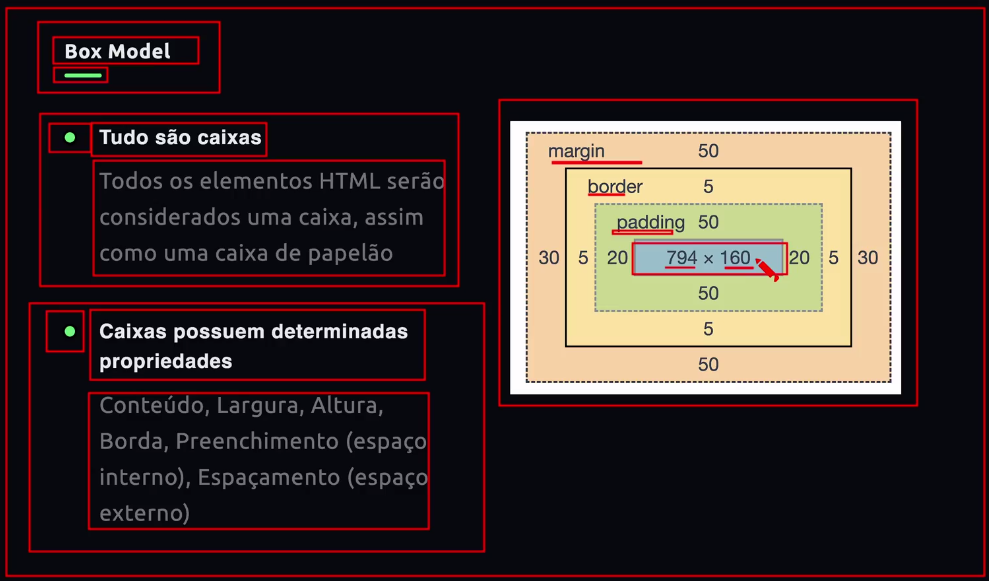 Box Model
Tudo são caixas
Todos os elementos HTML serão
considerados uma caixa, assim
como uma caixa de papelão
Caixas possuem determinadas
propriedades
Conteúdo, Largura, Altura,
Borda, Preenchimento (espaço
interno), Espaçamento (espaço
externo)
margin 50
border 5
padding 50
30 5 20 794 × 160 20 5 30
50
5
50